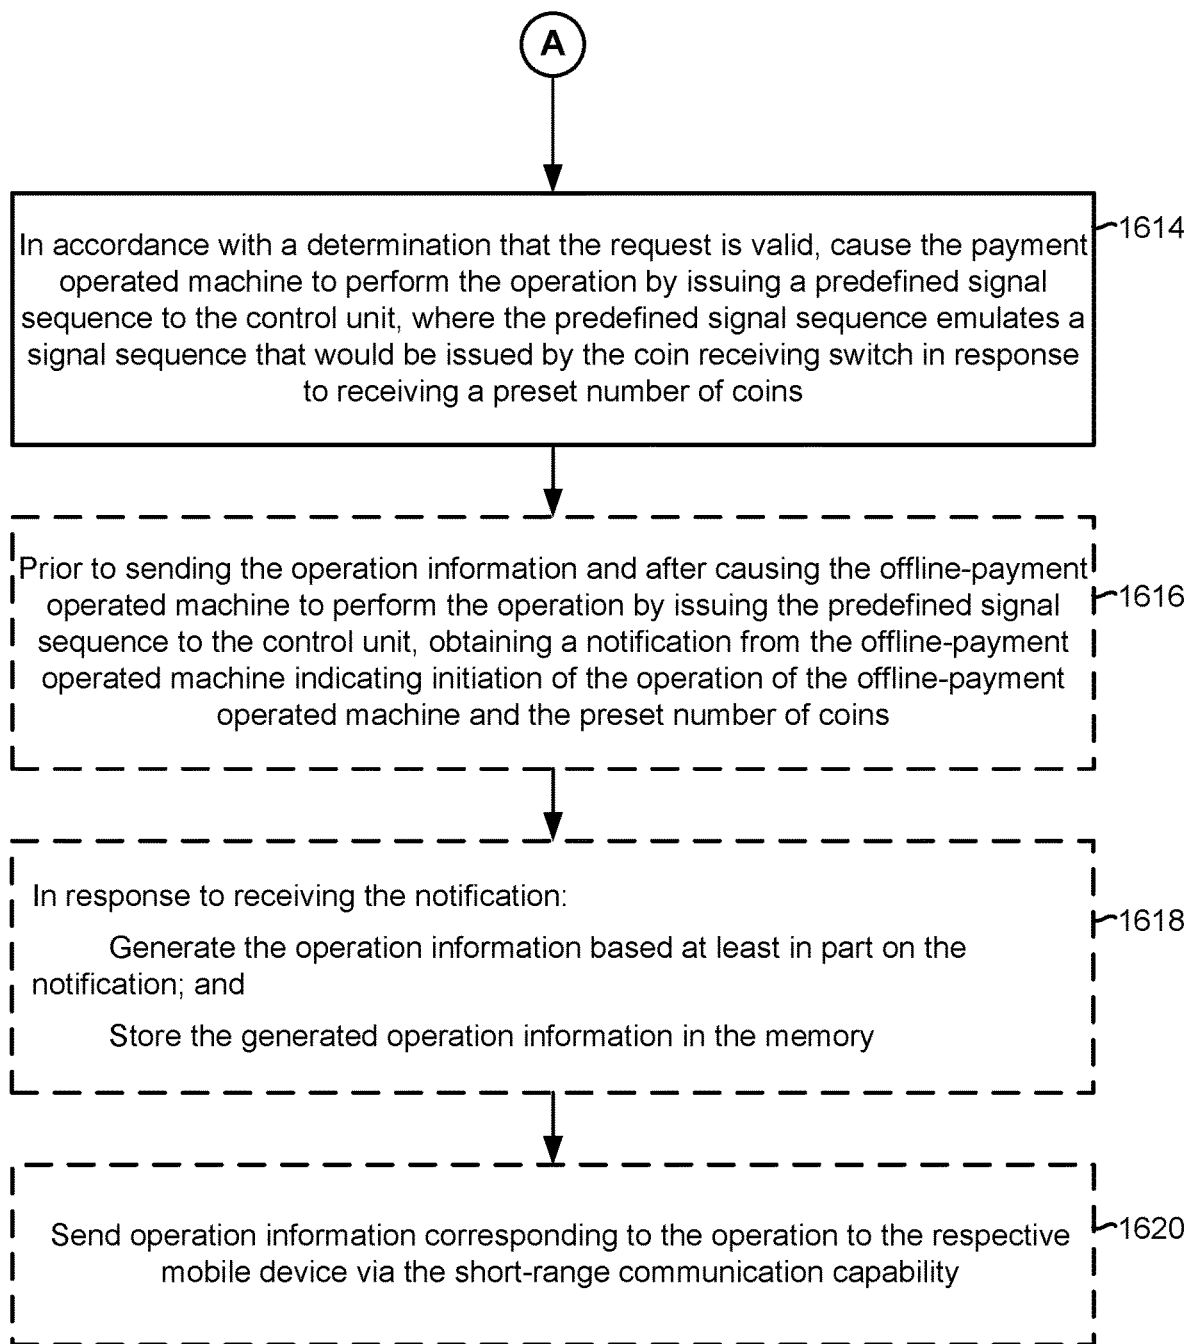 A
In accordance with a determination that the request is valid, cause the payment
operated machine to perform the operation by issuing a predefined signal
sequence to the control unit, where the predefined signal sequence emulates a
signal sequence that would be issued by the coin receiving switch in response
to receiving a preset number of coins
1614
Prior to sending the operation information and after causing the offline-payment
operated machine to perform the operation by issuing the predefined signal
sequence to the control unit, obtaining a notification from the offline-payment
operated machine indicating initiation of the operation of the offline-payment
operated machine and the preset number of coins
1616
In response to receiving the notification:
Generate the operation information based at least in part on the
notification; and
Store the generated operation information in the memory
1618
Send operation information corresponding to the operation to the respective
mobile device via the short-range communication capability
1620